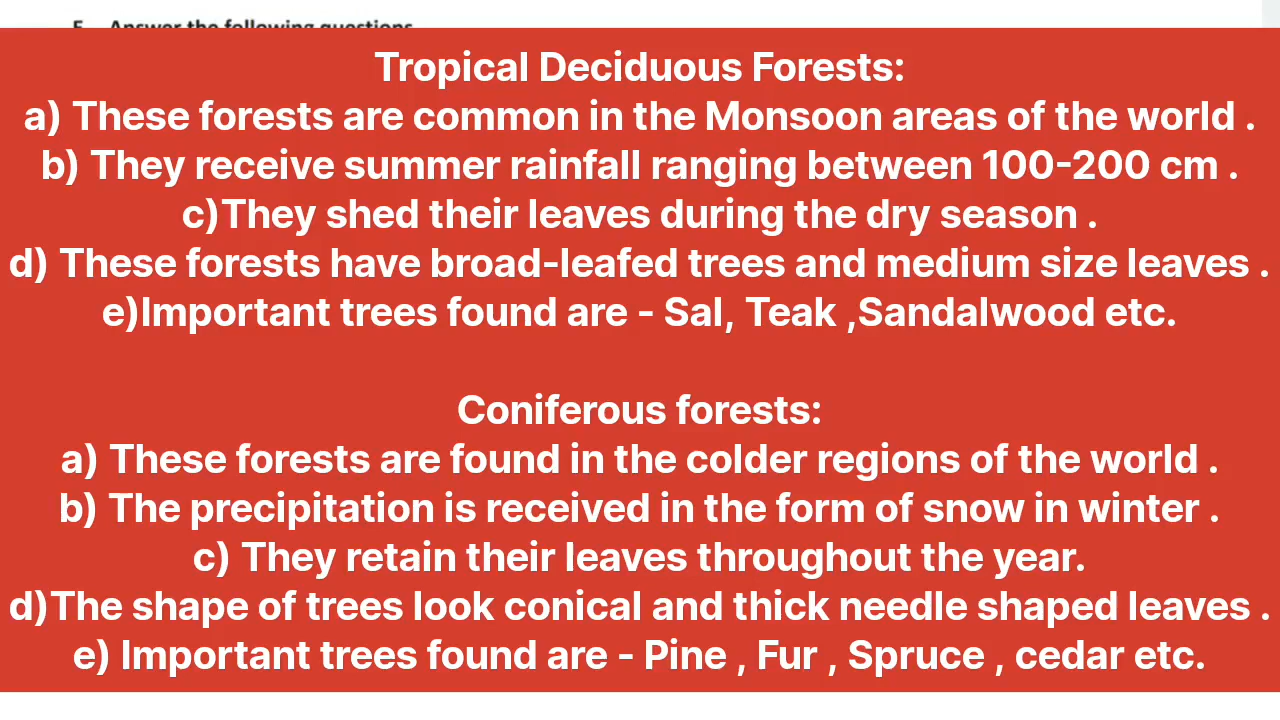 E. Answer the following questions
Tropical Deciduous Forests:
a) These forests are common in the Monsoon areas of the world .
b) They receive summer rainfall ranging between 100-200 cm .
c)They shed their leaves during the dry season .
d) These forests have broad-leafed trees and medium size leaves .
e)Important trees found are - Sal, Teak ,Sandalwood etc.
Coniferous forests:
a) These forests are found in the colder regions of the world .
b) The precipitation is received in the form of snow in winter .
c) They retain their leaves throughout the year.
d)The shape of trees look conical and thick needle shaped leaves .
e) Important trees found are - Pine , Fur , Spruce , cedar etc.